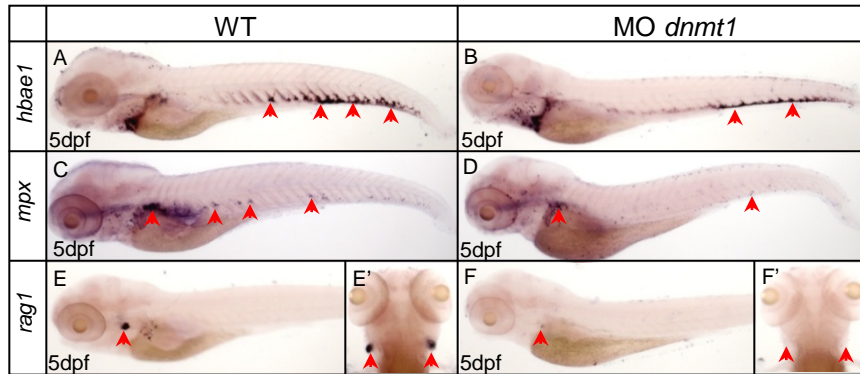 WT
MO dnmt1
hbae1
A
5dpf
B
5dpf
mpx
C
5dpf
D
5dpf
rag1
E
5dpf
E'
F
5dpf
F'